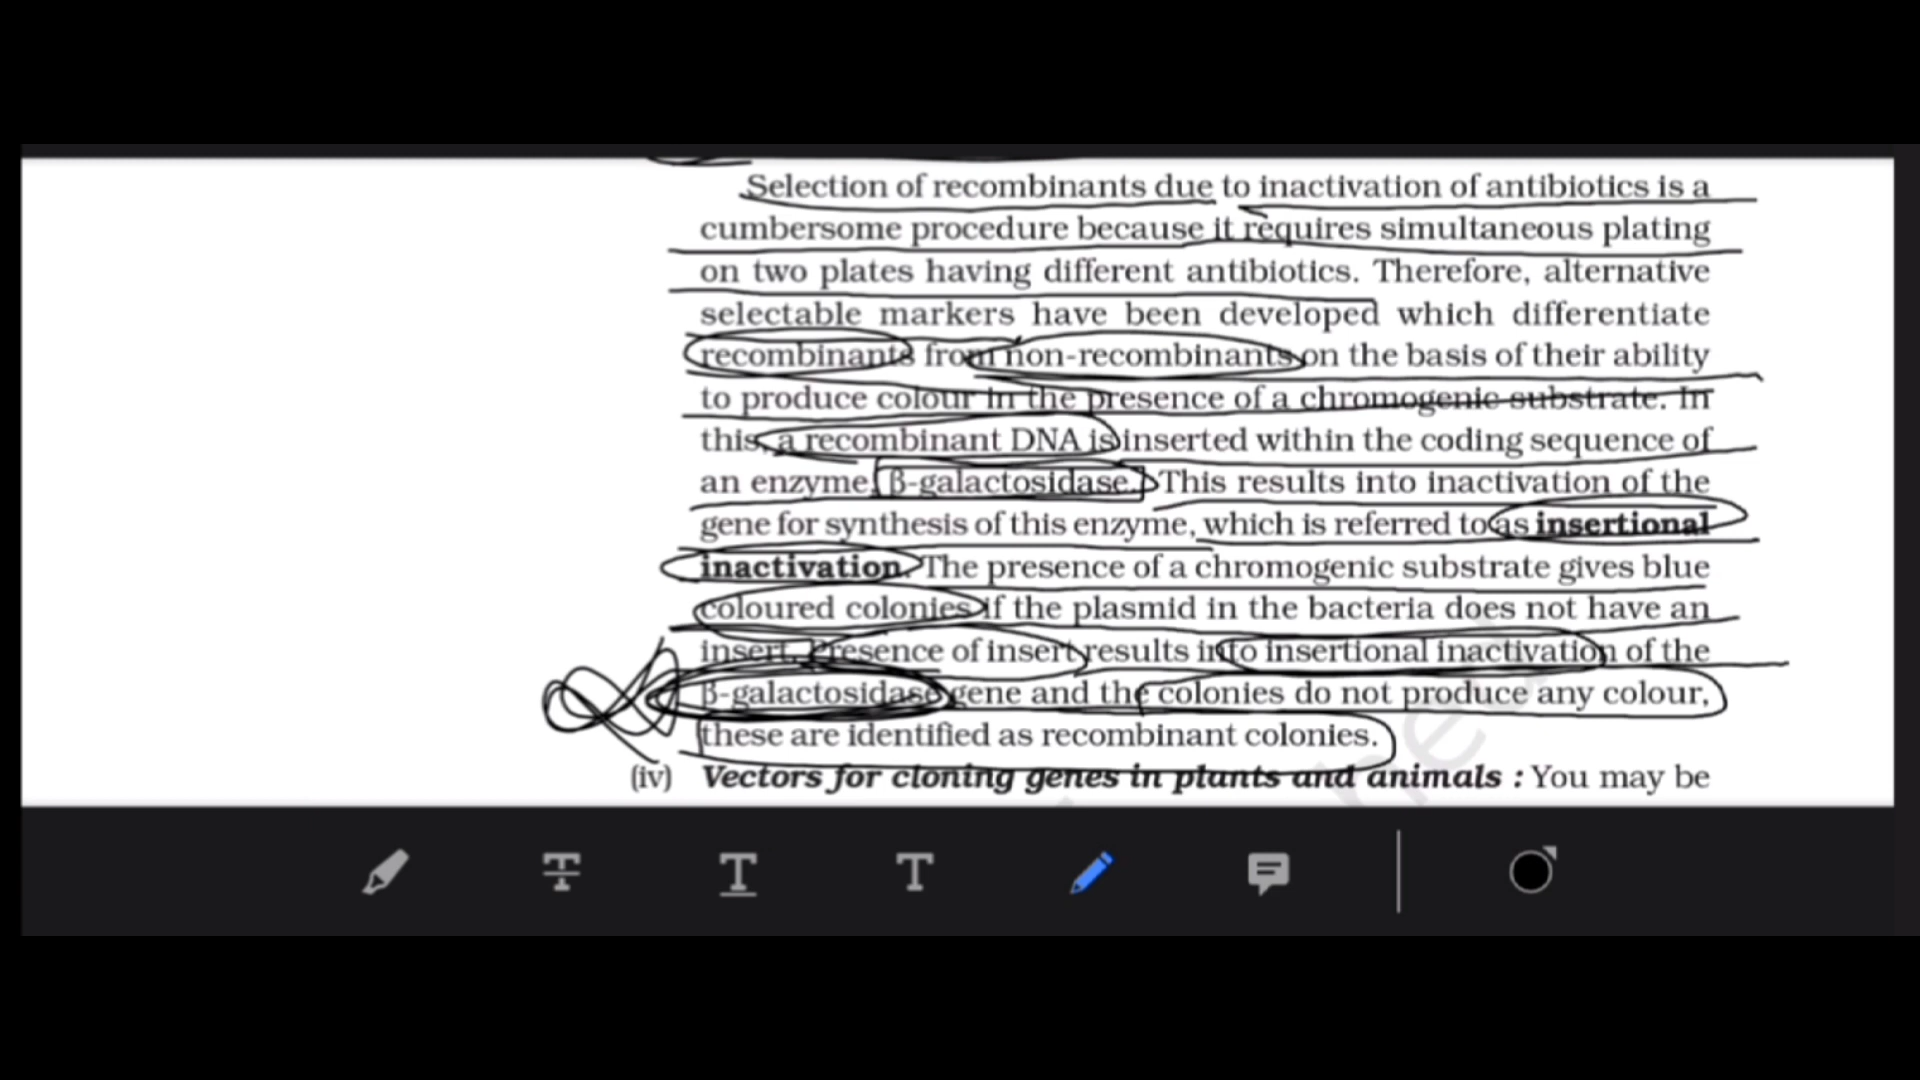 Selection of recombinants due to inactivation of antibiotics is a
cumbersome procedure because it requires simultaneous plating
on two plates having different antibiotics. Therefore, alternative
selectable markers have been developed which differentiate
recombinants from non-recombinants on the basis of their ability
to produce colour in the presence of a chromogenic substrate. In
this, a recombinant DNA is inserted within the coding sequence of
an enzyme, β-galactosidase. This results into inactivation of the
gene for synthesis of this enzyme, which is referred to as insertional
inactivation. The presence of a chromogenic substrate gives blue
coloured colonies if the plasmid in the bacteria does not have an
insert. Presence of insert results into insertional inactivation of the
β-galactosidase gene and the colonies do not produce any colour,
these are identified as recombinant colonies.
(iv) Vectors for cloning genes in plants and animals : You may be